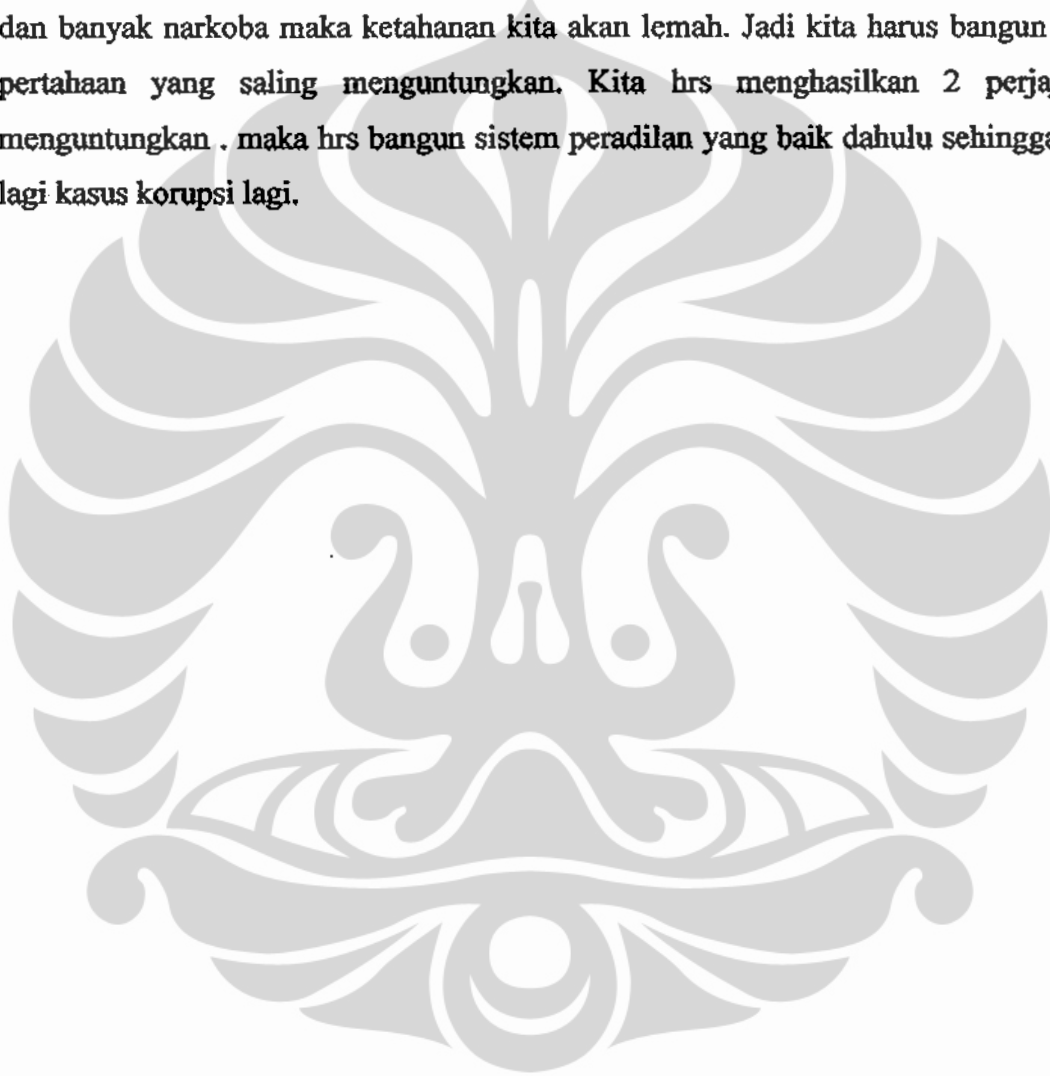 dan banyak narkoba maka ketahanan kita akan lemah. Jadi kita harus bangun
pertahaan yang saling menguntungkan. Kita hrs menghasilkan 2
menguntungkan . maka hrs bangun sistem peradilan yang baik dahulu sehingga
lagi kasus korupsi lagi.